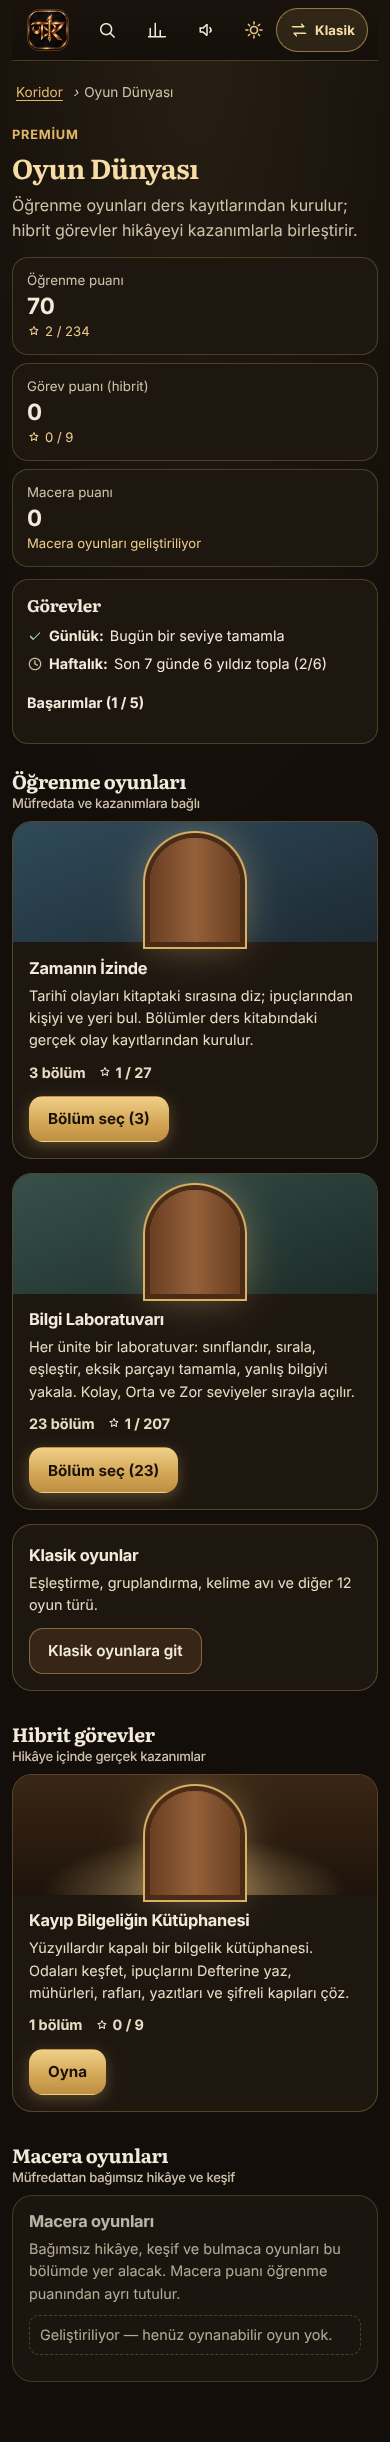 Klasik
Koridor › Oyun Dünyası
PREMİUM
Oyun Dünyası
Öğrenme oyunları ders kayıtlarından kurulur;
hibrit görevler hikâyeyi kazanımlarla birleştirir.
Öğrenme puanı
70
2 / 234
Görev puanı (hibrit)
0
0 / 9
Macera puanı
0
Macera oyunları geliştiriliyor
Görevler
Günlük: Bugün bir seviye tamamla
Haftalık: Son 7 günde 6 yıldız topla (2/6)
Başarımlar (1 / 5)
Öğrenme oyunları
Müfredata ve kazanımlara bağlı
Zamanın İzinde
Tarihî olayları kitaptaki sırasına diz; ipuçlarından
kişiyi ve yeri bul. Bölümler ders kitabındaki
gerçek olay kayıtlarından kurulur.
3 bölüm 1 / 27
Bölüm seç (3)
Bilgi Laboratuvarı
Her ünite bir laboratuvar: sınıflandır, sırala,
eşleştir, eksik parçayı tamamla, yanlış bilgiyi
yakala. Kolay, Orta ve Zor seviyeler sırayla açılır.
23 bölüm 1 / 207
Bölüm seç (23)
Klasik oyunlar
Eşleştirme, gruplandırma, kelime avı ve diğer 12
oyun türü.
Klasik oyunlara git
Hibrit görevler
Hikâye içinde gerçek kazanımlar
Kayıp Bilgeliğin Kütüphanesi
Yüzyıllardır kapalı bir bilgelik kütüphanesi.
Odaları keşfet, ipuçlarını Defterine yaz,
mühürleri, rafları, yazıtları ve şifreli kapıları çöz.
1 bölüm 0 / 9
Oyna
Macera oyunları
Müfredattan bağımsız hikâye ve keşif
Macera oyunları
Bağımsız hikâye, keşif ve bulmaca oyunları bu
bölümde yer alacak. Macera puanı öğrenme
puanından ayrı tutulur.
Geliştiriliyor — henüz oynanabilir oyun yok.